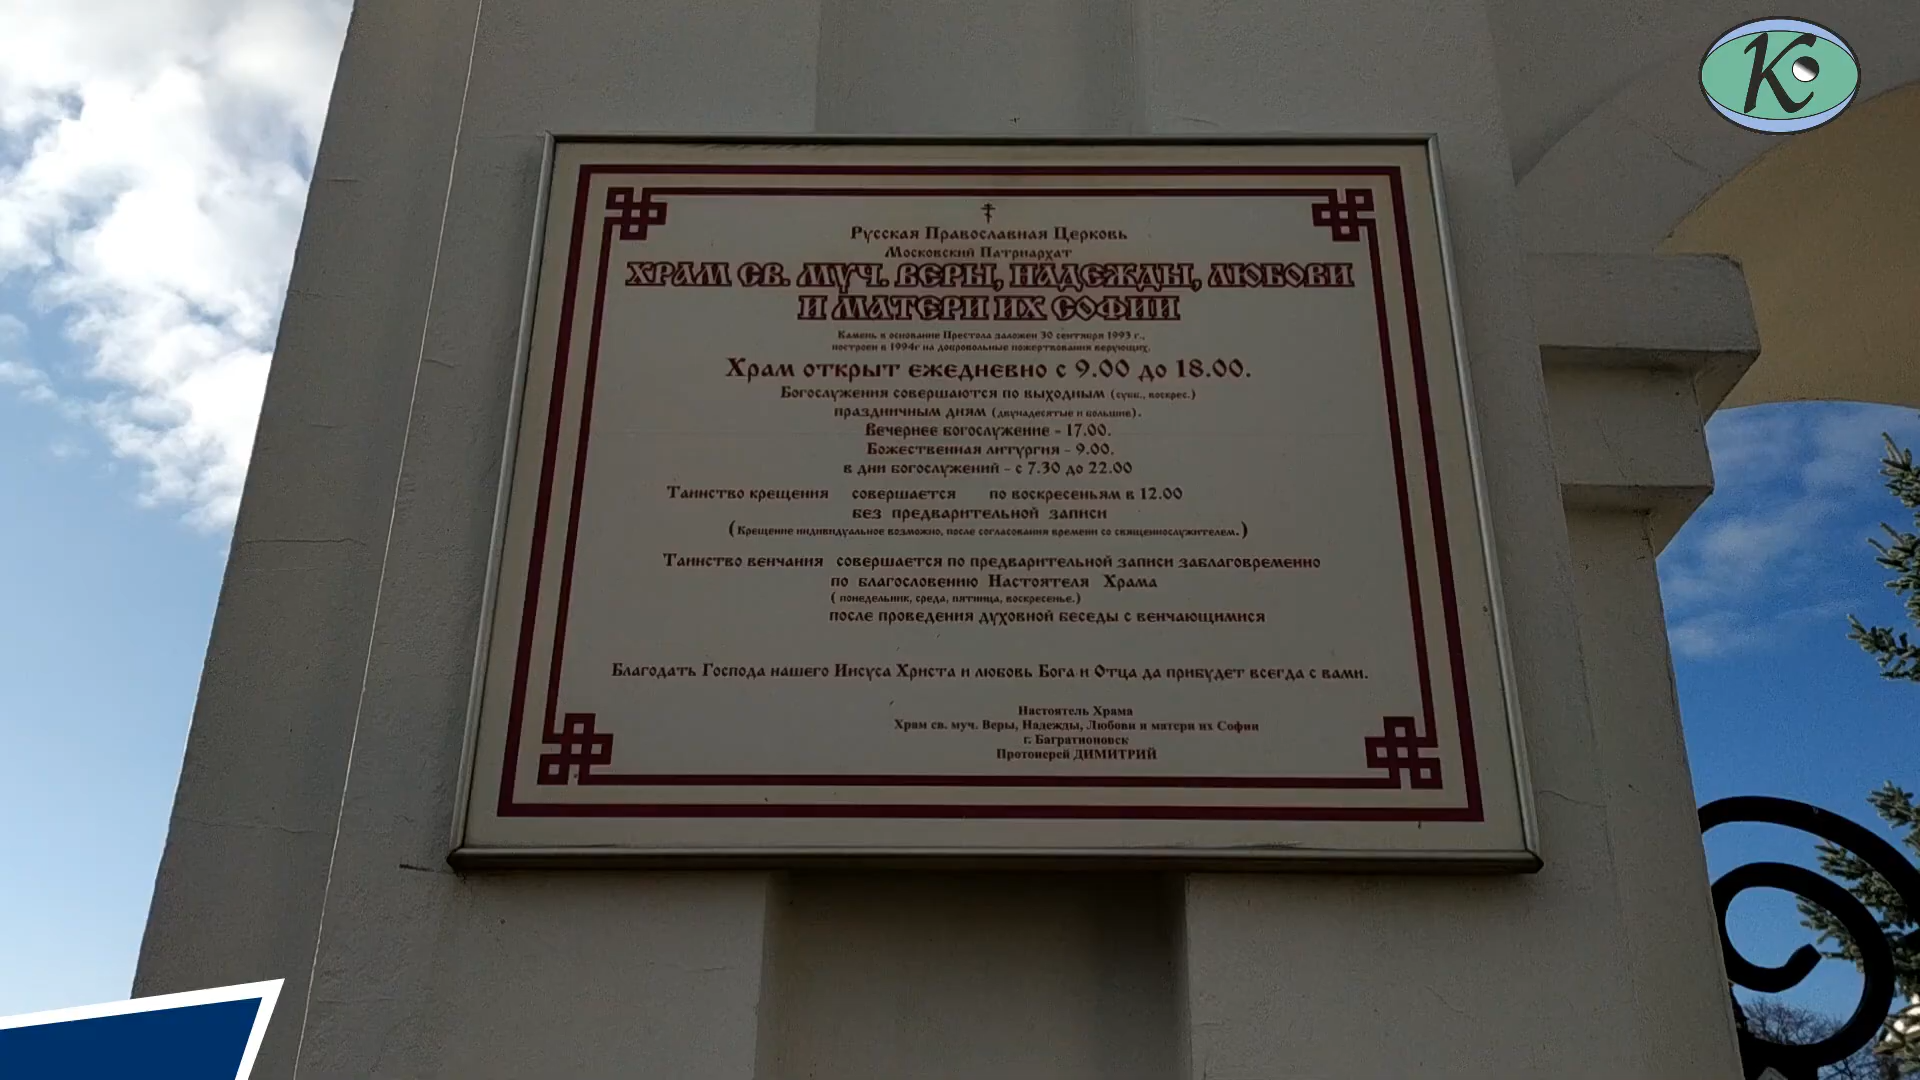 Русская Православная Церковь
Московский Патриархат
ХРАМ СВ. МУЧ. ВЕРЫ, НАДЕЖДЫ, ЛЮБОВИ
И МАТЕРИ ИХ СОФИИ
Камень в основание Престола заложен 30 сентября 1993 г.,
построен в 1994г на добровольные пожертвования верующих.
Храм открыт ежедневно с 9.00 до 18.00.
Богослужения совершаются по выходным (субб., воскрес.)
праздничным дням (двунадесятые и большие).
Вечернее богослужение - 17.00.
Божественная литургия - 9.00.
в дни богослужений - с 7.30 до 22.00
Таинство крещения совершается по воскресеньям в 12.00
без предварительной записи
(Крещение индивидуальное возможно, после согласования времени со священнослужителем.)
Таинство венчания совершается по предварительной записи заблаговременно
по благословению Настоятеля Храма
( понедельник, среда, пятница, воскресенье.)
после проведения духовной беседы с венчающимися
Благодать Господа нашего Иисуса Христа и любовь Бога и Отца да прибудет всегда с вами.
Настоятель Храма
Храм св. муч. Веры, Надежды, Любови и матери их Софии
г. Багратионовск
Протоиерей ДИМИТРИЙ
К